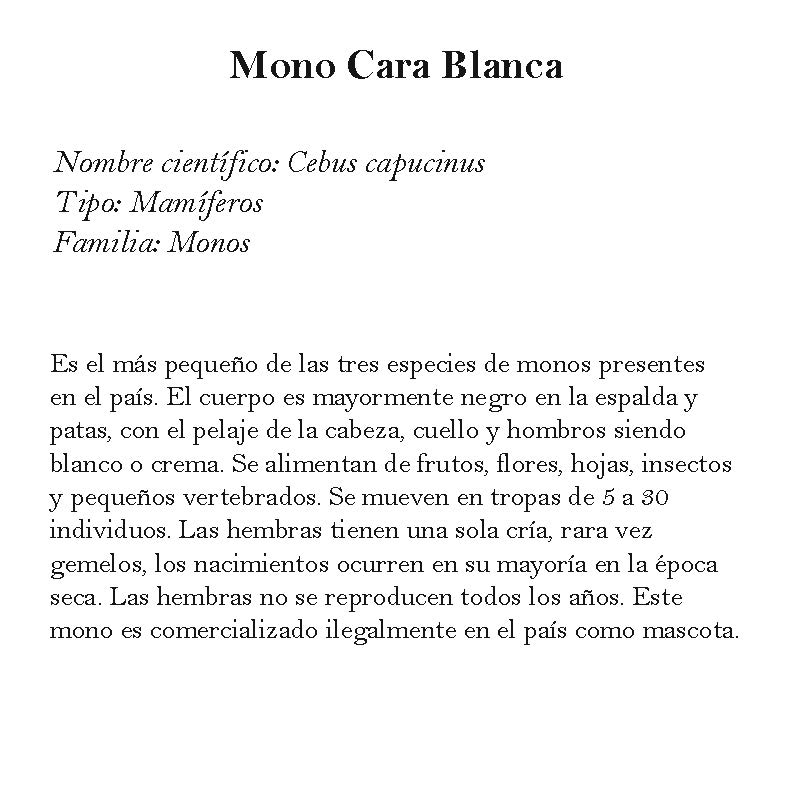 Mono Cara Blanca
Nombre científico: Cebus capucinus
Tipo: Mamíferos
Familia: Monos
Es el más pequeño de las tres especies de monos presentes
en el país. El cuerpo es mayormente negro en la espalda y
patas, con el pelaje de la cabeza, cuello y hombros siendo
blanco o crema. Se alimentan de frutos, flores, hojas, insectos
y pequeños vertebrados. Se mueven en tropas de 5 a 30
individuos. Las hembras tienen una sola cría, rara vez
gemelos, los nacimientos ocurren en su mayoría en la época
seca. Las hembras no se reproducen todos los años. Este
mono es comercializado ilegalmente en el país como mascota.